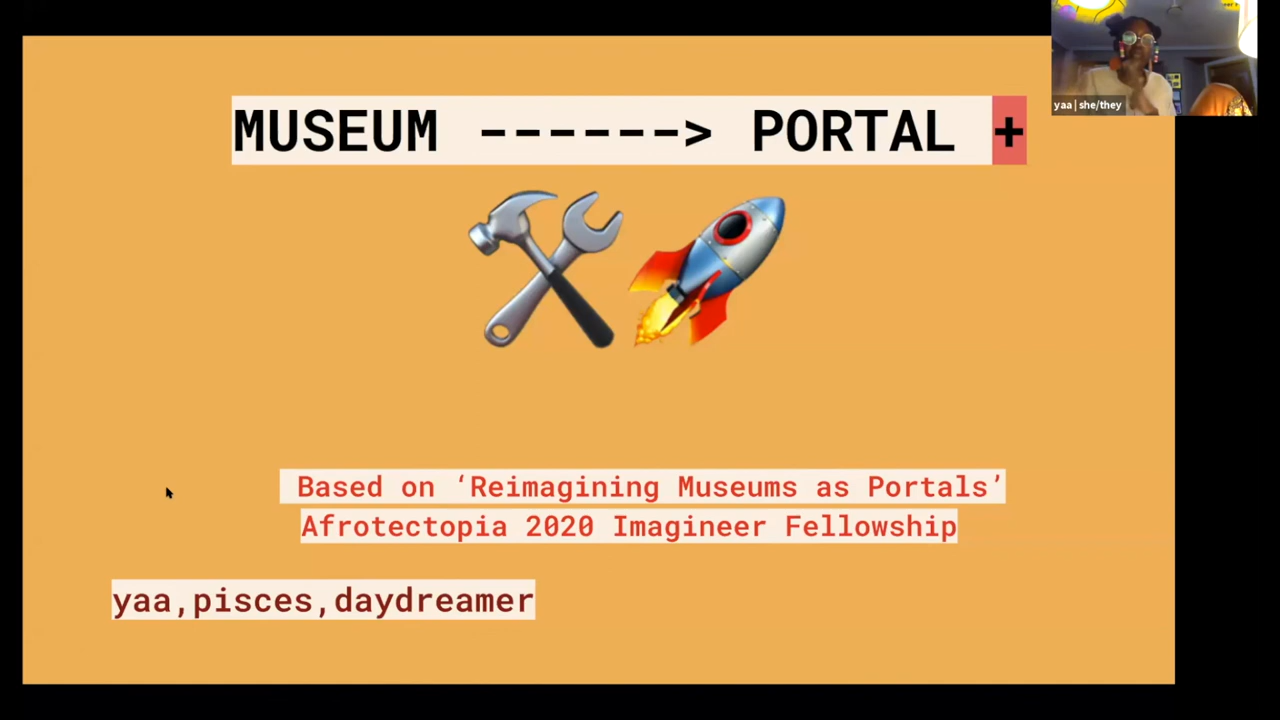 MUSEUM ------> PORTAL +
yaa | she/they
Based on ‘Reimagining Museums as Portals’
Afrotectopia 2020 Imagineer Fellowship
yaa,pisces,daydreamer